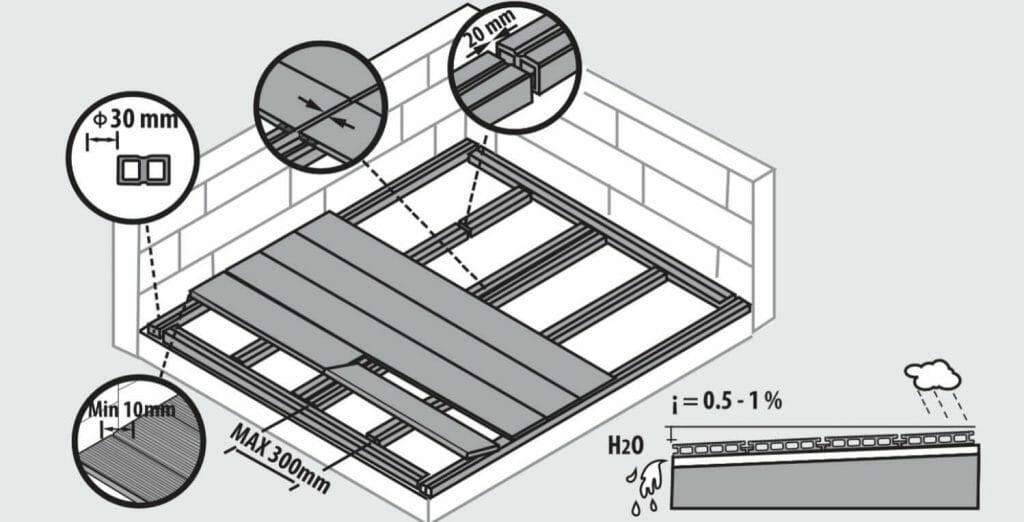 20 mm
ϕ30 mm
Min 10mm
MAX 300mm
i = 0.5 - 1 %
H2O